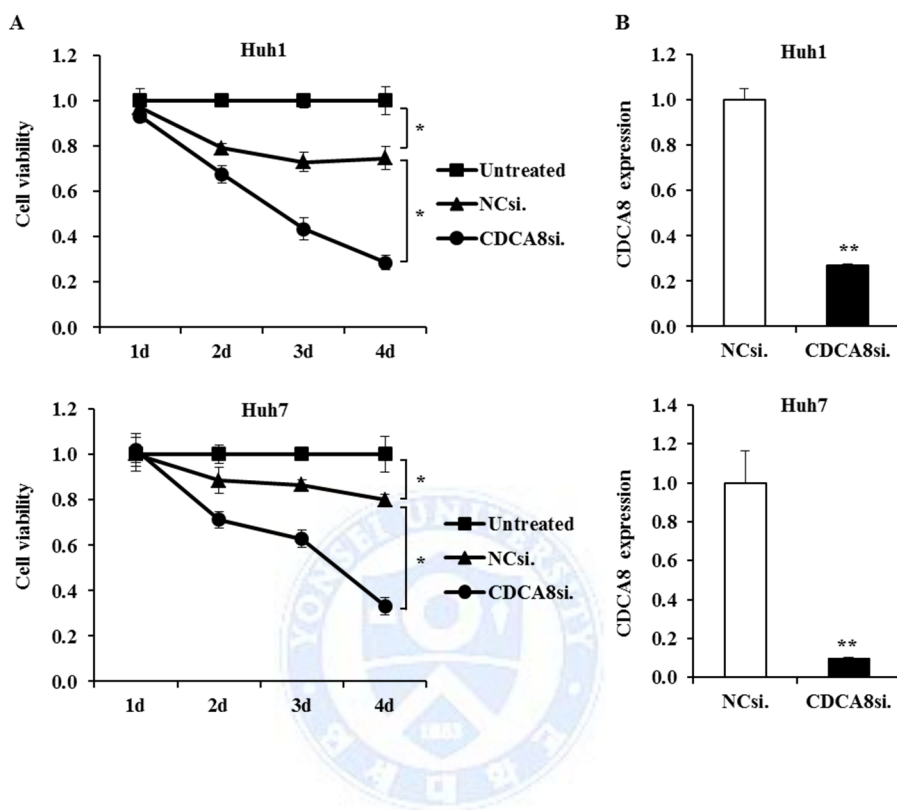 A
Huh1
Cell viability
1.2
1.0
0.8
0.6
0.4
0.2
0.0
1d 2d 3d 4d
*
*
Untreated
NCsi.
CDCA8si.
B
Huh1
CDCA8 expression
1.2
1.0
0.8
0.6
0.4
0.2
0.0
**
NCsi. CDCA8si.
Huh7
Cell viability
1.2
1.0
0.8
0.6
0.4
0.2
0.0
1d 2d 3d 4d
*
*
Untreated
NCsi.
CDCA8si.
Huh7
CDCA8 expression
1.4
1.2
1.0
0.8
0.6
0.4
0.2
0.0
**
NCsi. CDCA8si.
YONSEI UNIVERSITY
1885